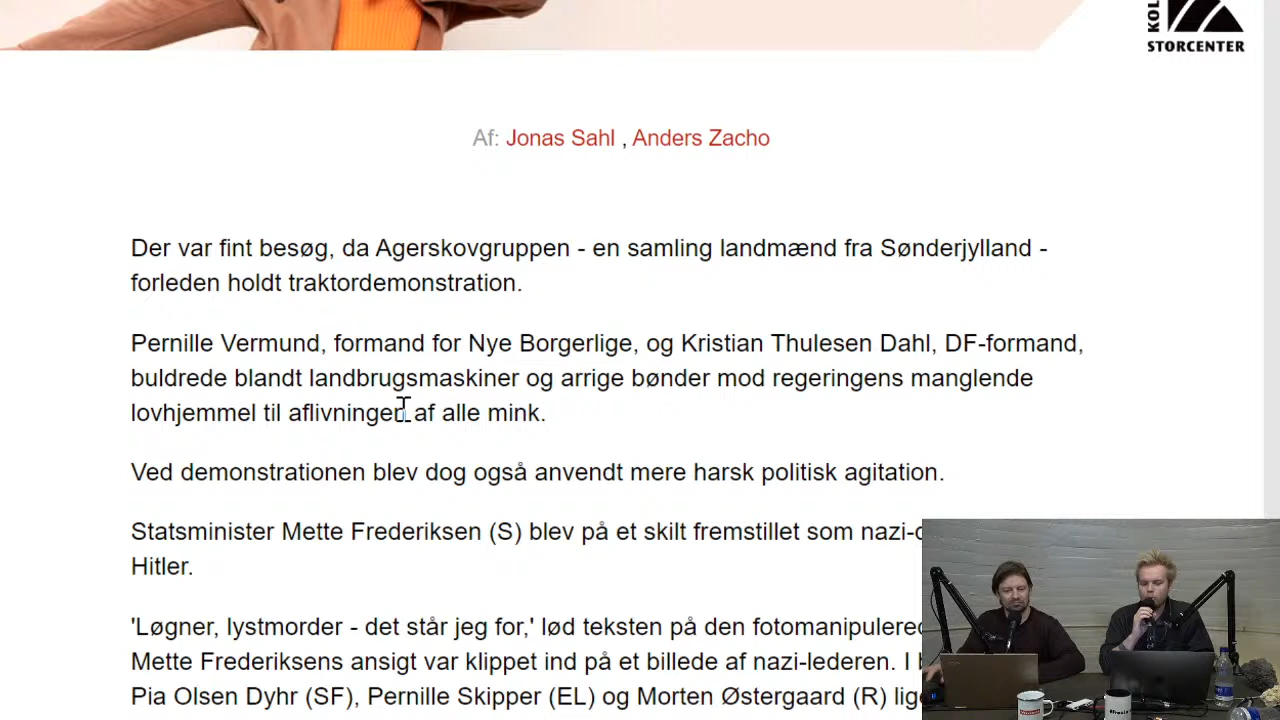 KOL
STORCENTER
Af: Jonas Sahl , Anders Zacho
Der var fint besøg, da Agerskovgruppen - en samling landmænd fra Sønderjylland -
forleden holdt traktordemonstration.
Pernille Vermund, formand for Nye Borgerlige, og Kristian Thulesen Dahl, DF-formand,
buldrede blandt landbrugsmaskiner og arrige bønder mod regeringens manglende
lovhjemmel til aflivningen af alle mink.
Ved demonstrationen blev dog også anvendt mere harsk politisk agitation.
Statsminister Mette Frederiksen (S) blev på et skilt fremstillet som nazi-
Hitler.
'Løgner, lystmorder - det står jeg for,' lød teksten på den fotomanipulered
Mette Frederiksens ansigt var klippet ind på et billede af nazi-lederen. I
Pia Olsen Dyhr (SF), Pernille Skipper (EL) og Morten Østergaard (R)